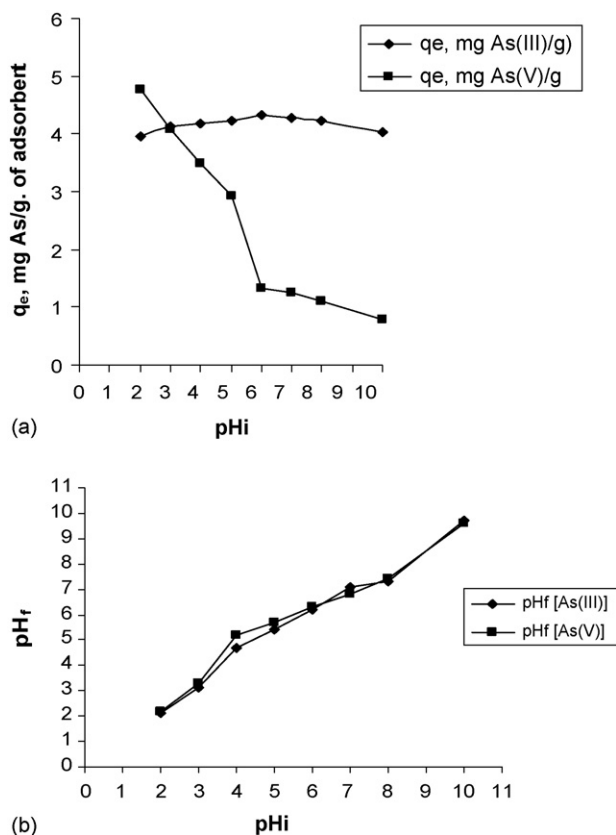 6
5
4
3
2
1
0
qe, mg As/g. of adsorbert
qe, mg As(III)/g)
qe, mg As(V)/g
0 1 2 3 4 5 6 7 8 9 10
pHi
(a)
11
10
9
8
7
6
5
4
3
2
1
0
pHf
pHf [As(III)]
pHf [As(V)]
0 1 2 3 4 5 6 7 8 9 10 11
pHi
(b)